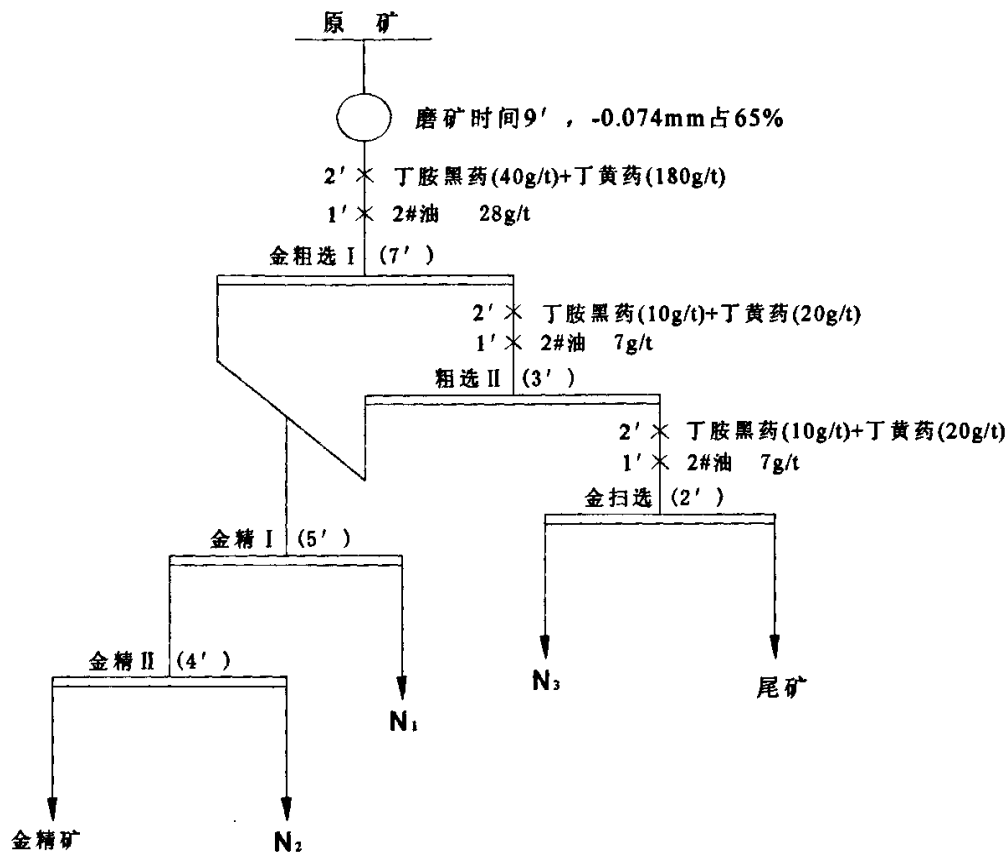 原 矿
磨矿时间9′，-0.074mm占65%
2′ 丁胺黑药(40g/t)+丁黄药(180g/t)
1′ 2#油 28g/t
金粗选Ⅰ (7′)
2′ 丁胺黑药(10g/t)+丁黄药(20g/t)
1′ 2#油 7g/t
粗选Ⅱ (3′)
2′ 丁胺黑药(10g/t)+丁黄药(20g/t)
1′ 2#油 7g/t
金扫选 (2′)
金精Ⅰ (5′)
金精Ⅱ (4′)
N₃
尾矿
N₁
金精矿
N₂